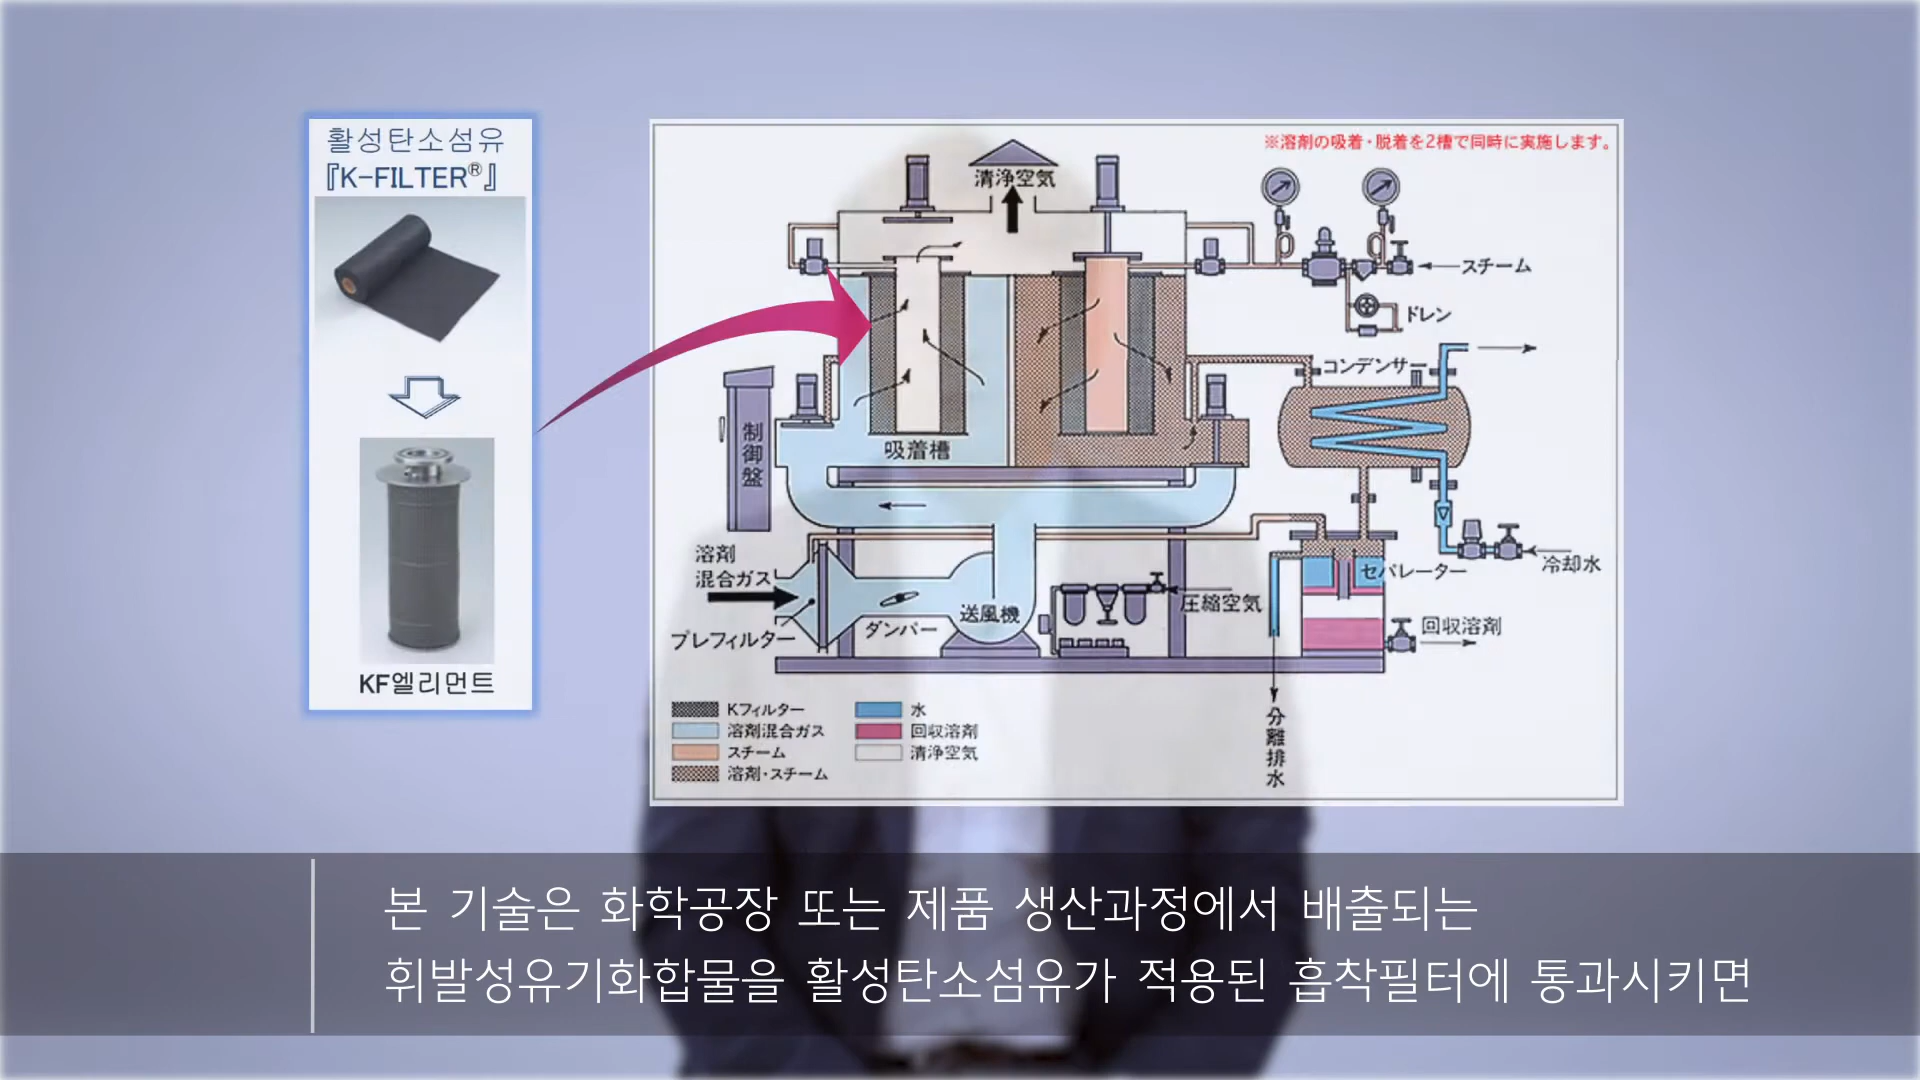 활성탄소섬유
『K-FILTER®』
KF엘리먼트
※溶剤の吸着・脱着を2槽で同時に実施します。
清浄空気
スチーム
ドレン
コンデンサー
制御盤
吸着槽
溶剤
混合ガス
プレフィルター
ダンパー
送風機
圧縮空気
セパレーター
冷却水
回収溶剤
分離排水
Kフィルター
溶剤混合ガス
スチーム
溶剤・スチーム
水
回収溶剤
清浄空気
본 기술은 화학공장 또는 제품 생산과정에서 배출되는
휘발성유기화합물을 활성탄소섬유가 적용된 흡착필터에 통과시키면